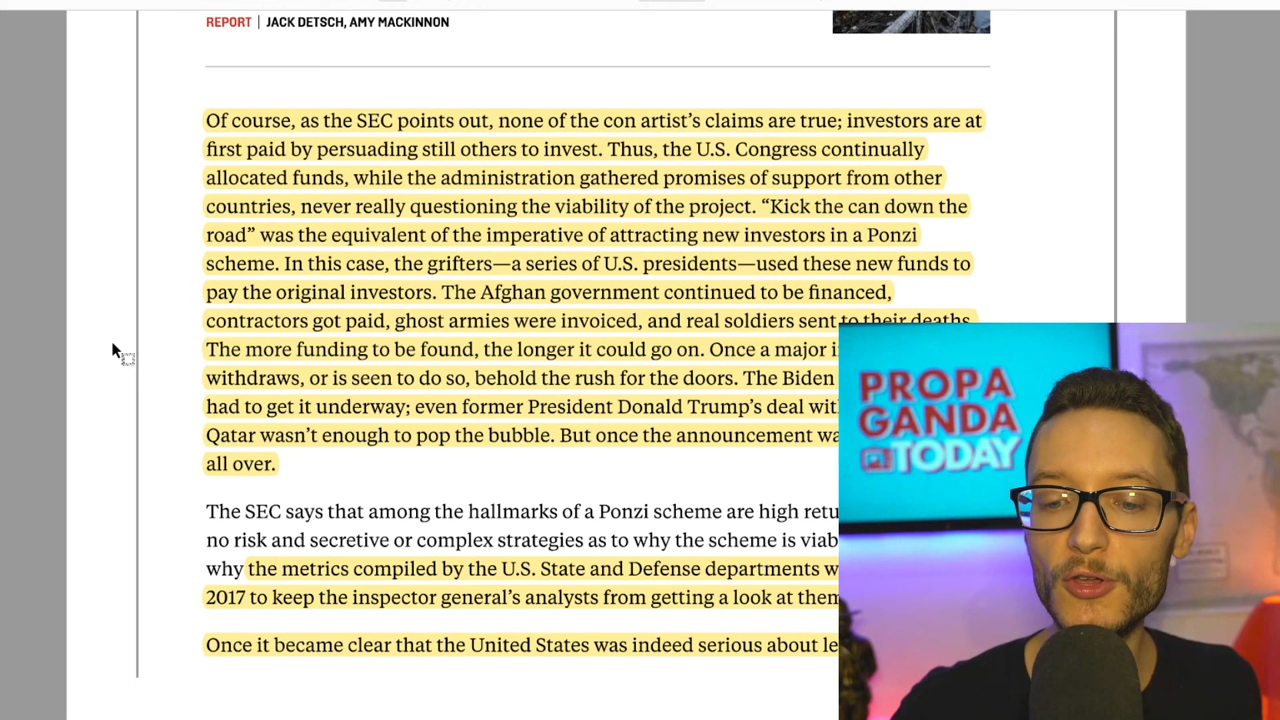 REPORT | JACK DETSCH, AMY MACKINNON
Of course, as the SEC points out, none of the con artist’s claims are true; investors are at
first paid by persuading still others to invest. Thus, the U.S. Congress continually
allocated funds, while the administration gathered promises of support from other
countries, never really questioning the viability of the project. “Kick the can down the
road” was the equivalent of the imperative of attracting new investors in a Ponzi
scheme. In this case, the grifters—a series of U.S. presidents—used these new funds to
pay the original investors. The Afghan government continued to be financed,
contractors got paid, ghost armies were invoiced, and real soldiers sent to their deaths.
The more funding to be found, the longer it could go on. Once a major
withdraws, or is seen to do so, behold the rush for the doors. The Biden
had to get it underway; even former President Donald Trump’s deal
Qatar wasn’t enough to pop the bubble. But once the announcement
all over.
The SEC says that among the hallmarks of a Ponzi scheme are high
no risk and secretive or complex strategies as to why the scheme is
why the metrics compiled by the U.S. State and Defense departments
2017 to keep the inspector general’s analysts from getting a look at
Once it became clear that the United States was indeed serious about
PROPA
GANDA
TODAY